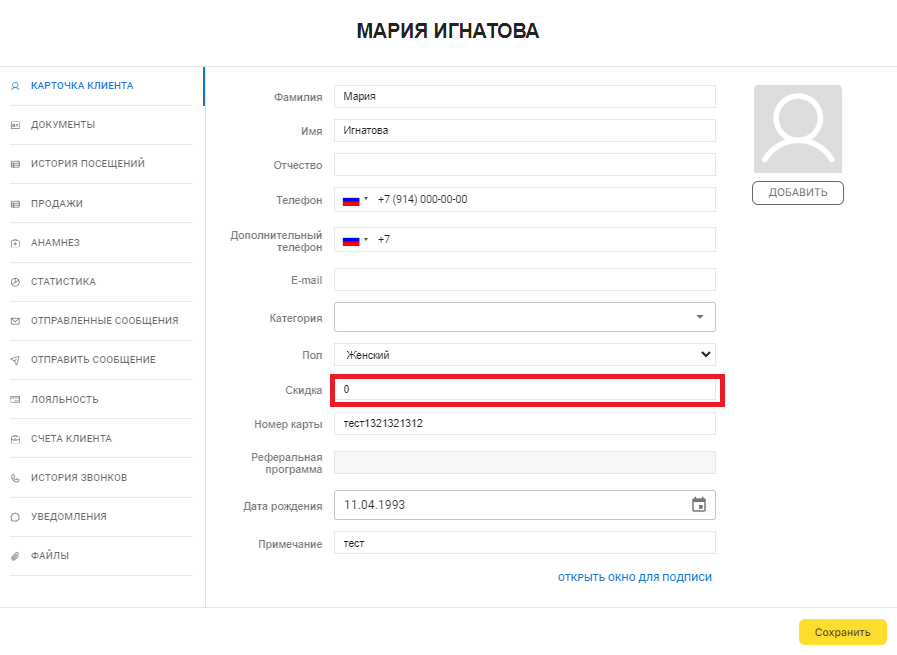 МАРИЯ ИГНАТОВА
КАРТОЧКА КЛИЕНТА
ДОКУМЕНТЫ
ИСТОРИЯ ПОСЕЩЕНИЙ
ПРОДАЖИ
АНАМНЕЗ
СТАТИСТИКА
ОТПРАВЛЕННЫЕ СООБЩЕНИЯ
ОТПРАВИТЬ СООБЩЕНИЕ
ЛОЯЛЬНОСТЬ
СЧЕТА КЛИЕНТА
ИСТОРИЯ ЗВОНКОВ
УВЕДОМЛЕНИЯ
ФАЙЛЫ
Фамилия Мария
Имя Игнатова
Отчество
Телефон +7 (914) 000-00-00
Дополнительный
телефон +7
E-mail
Категория
Пол Женский
Скидка 0
Номер карты тест1321321312
Реферальная
программа
Дата рождения 11.04.1993
Примечание тест
ОТКРЫТЬ ОКНО ДЛЯ ПОДПИСИ
ДОБАВИТЬ
Сохранить